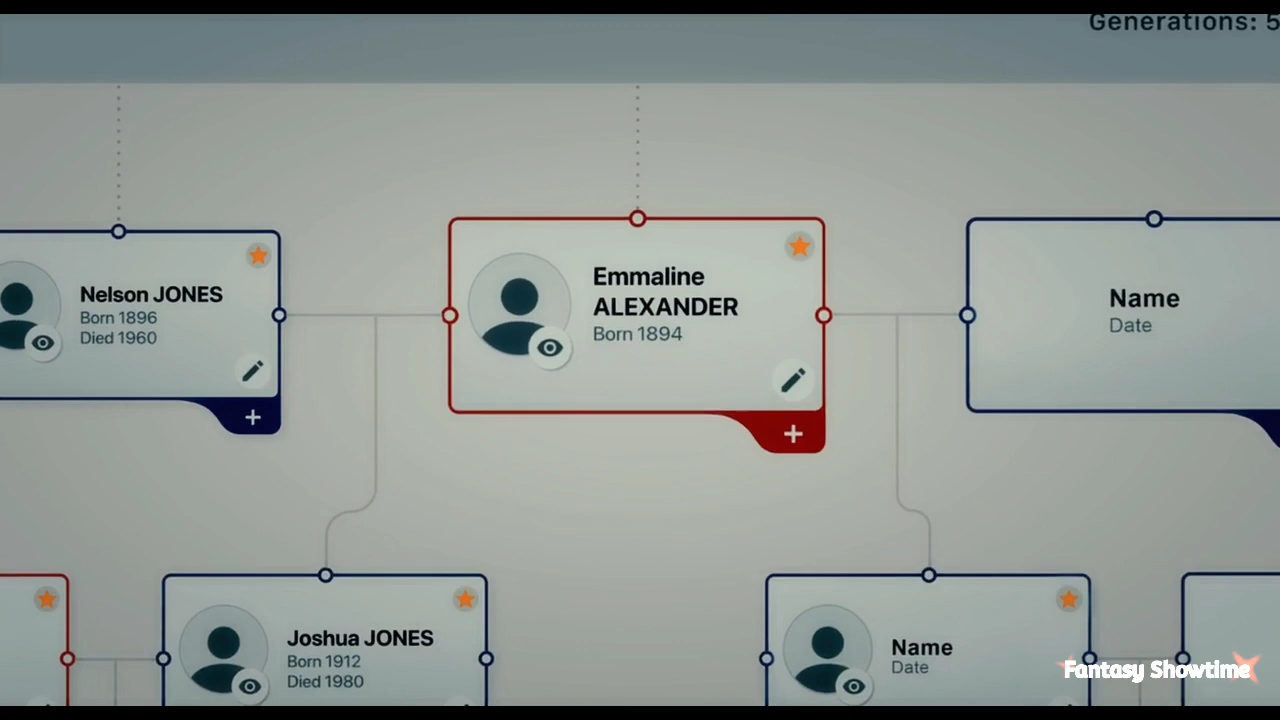 Generations: 5
Nelson JONES
Born 1896
Died 1960
Emmaline
ALEXANDER
Born 1894
Name
Date
Joshua JONES
Born 1912
Died 1980
Name
Date
Fantasy Showtime